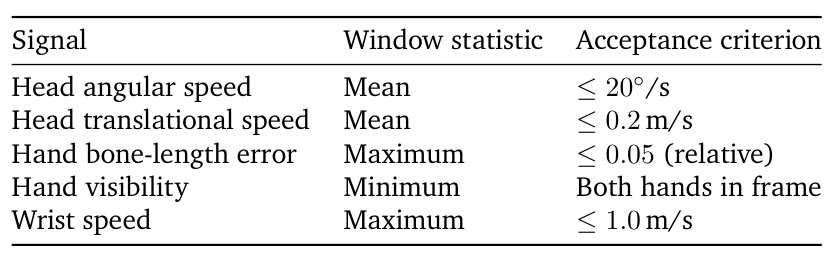 Signal Window statistic Acceptance criterion
Head angular speed Mean ≤ 20°/s
Head translational speed Mean ≤ 0.2 m/s
Hand bone-length error Maximum ≤ 0.05 (relative)
Hand visibility Minimum Both hands in frame
Wrist speed Maximum ≤ 1.0 m/s